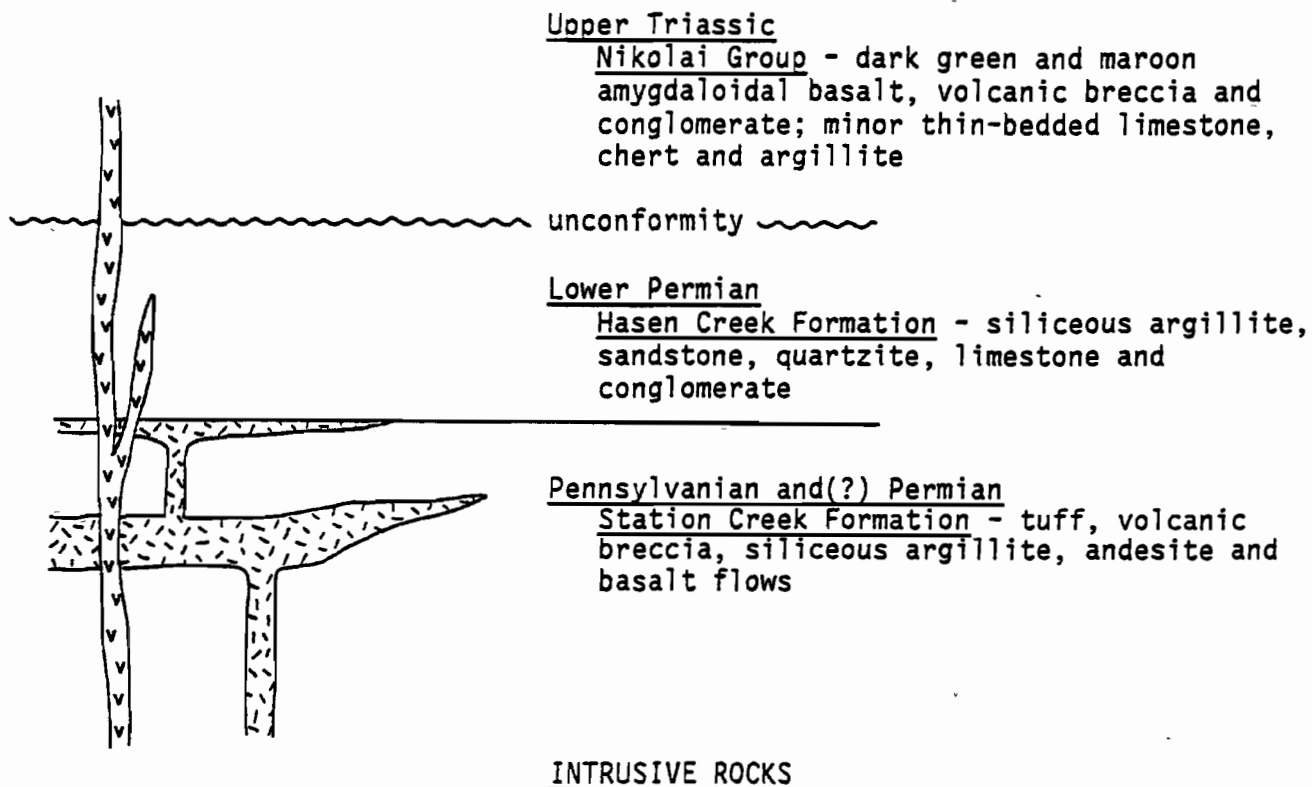 Upper Triassic
Nikolai Group - dark green and maroon
amygdaloidal basalt, volcanic breccia and
conglomerate; minor thin-bedded limestone,
chert and argillite
unconformity
Lower Permian
Hasen Creek Formation - siliceous argillite,
sandstone, quartzite, limestone and
conglomerate
Pennsylvanian and(?) Permian
Station Creek Formation - tuff, volcanic
breccia, siliceous argillite, andesite and
basalt flows
INTRUSIVE ROCKS